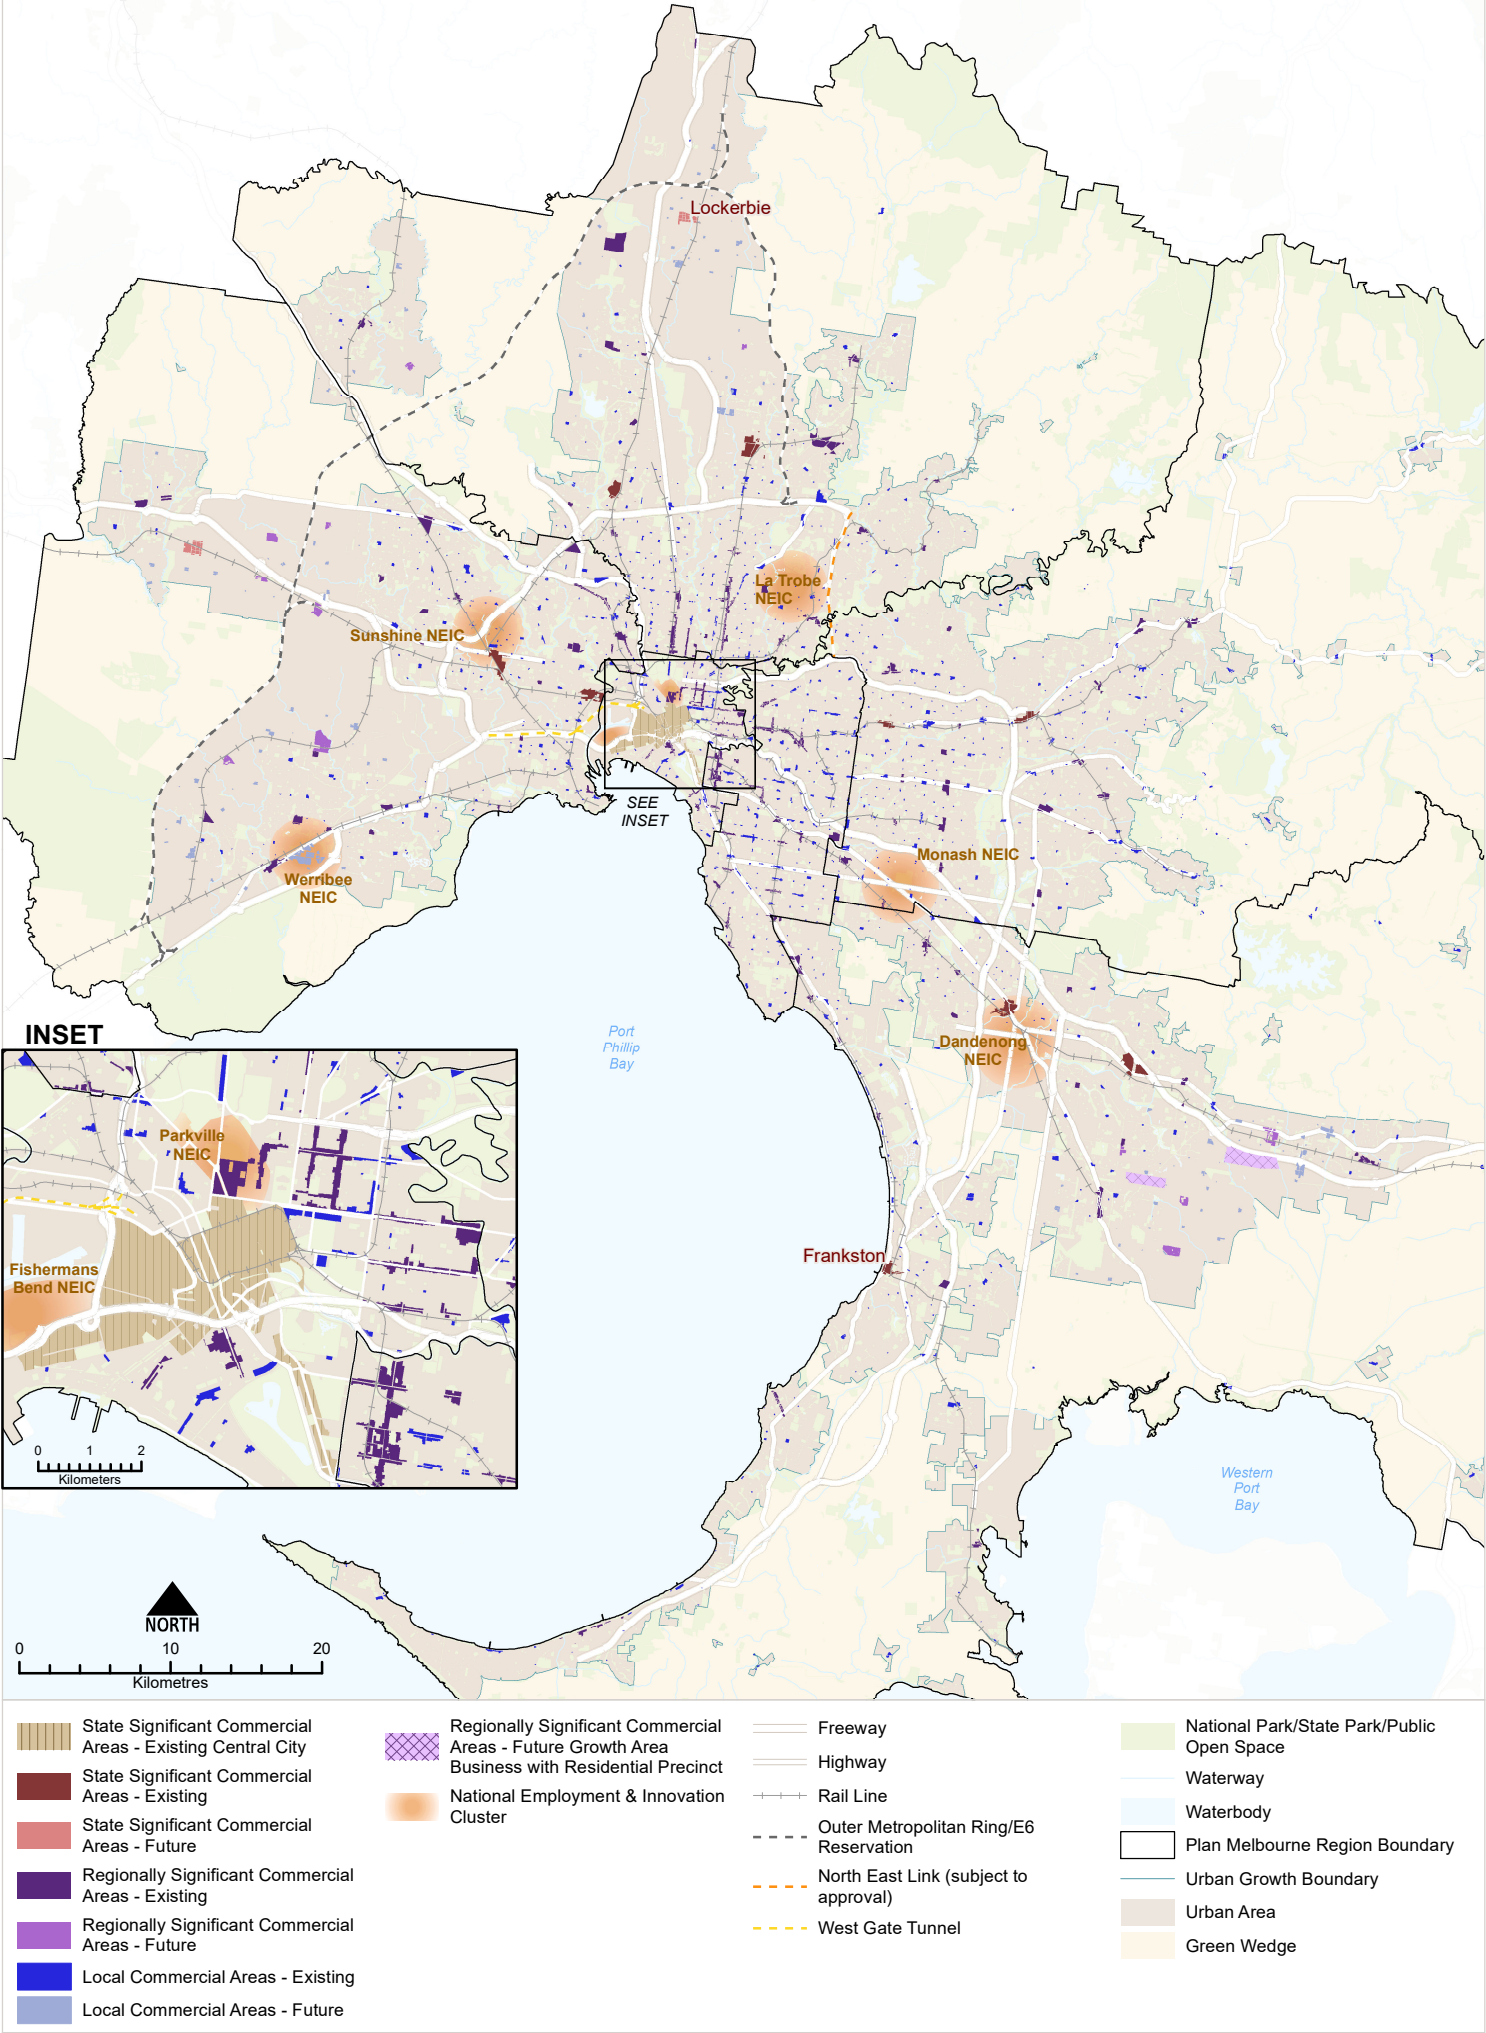 Lockerbie
La Trobe
NEIC
Sunshine NEIC
SEE
INSET
Monash NEIC
Werribee
NEIC
Port
Phillip
Bay
Dandenong
NEIC
INSET
Parkville
NEIC
Fishermans
Bend NEIC
0 1 2
Kilometers
Frankston
Western
Port
Bay
NORTH
0 10 20
Kilometres
State Significant Commercial
Areas - Existing Central City
State Significant Commercial
Areas - Existing
State Significant Commercial
Areas - Future
Regionally Significant Commercial
Areas - Existing
Regionally Significant Commercial
Areas - Future
Local Commercial Areas - Existing
Local Commercial Areas - Future
Regionally Significant Commercial
Areas - Future Growth Area
Business with Residential Precinct
National Employment & Innovation
Cluster
Freeway
Highway
Rail Line
Outer Metropolitan Ring/E6
Reservation
North East Link (subject to
approval)
West Gate Tunnel
National Park/State Park/Public
Open Space
Waterway
Waterbody
Plan Melbourne Region Boundary
Urban Growth Boundary
Urban Area
Green Wedge